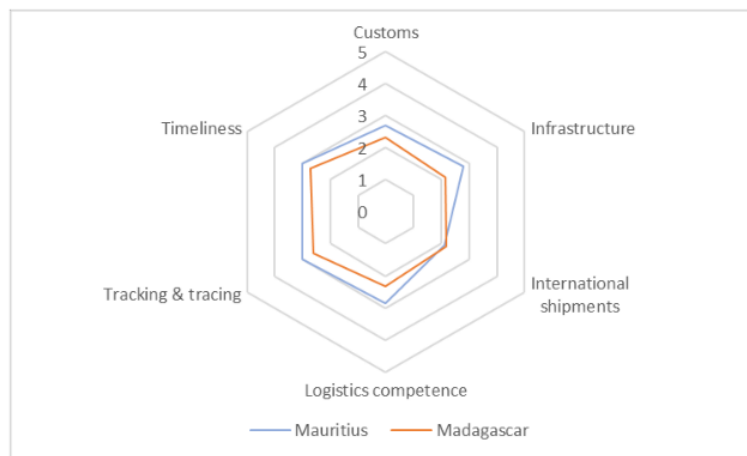 Customs
5
4
3
2
1
0
Timeliness
Infrastructure
Tracking & tracing
International
shipments
Logistics competence
Mauritius
Madagascar